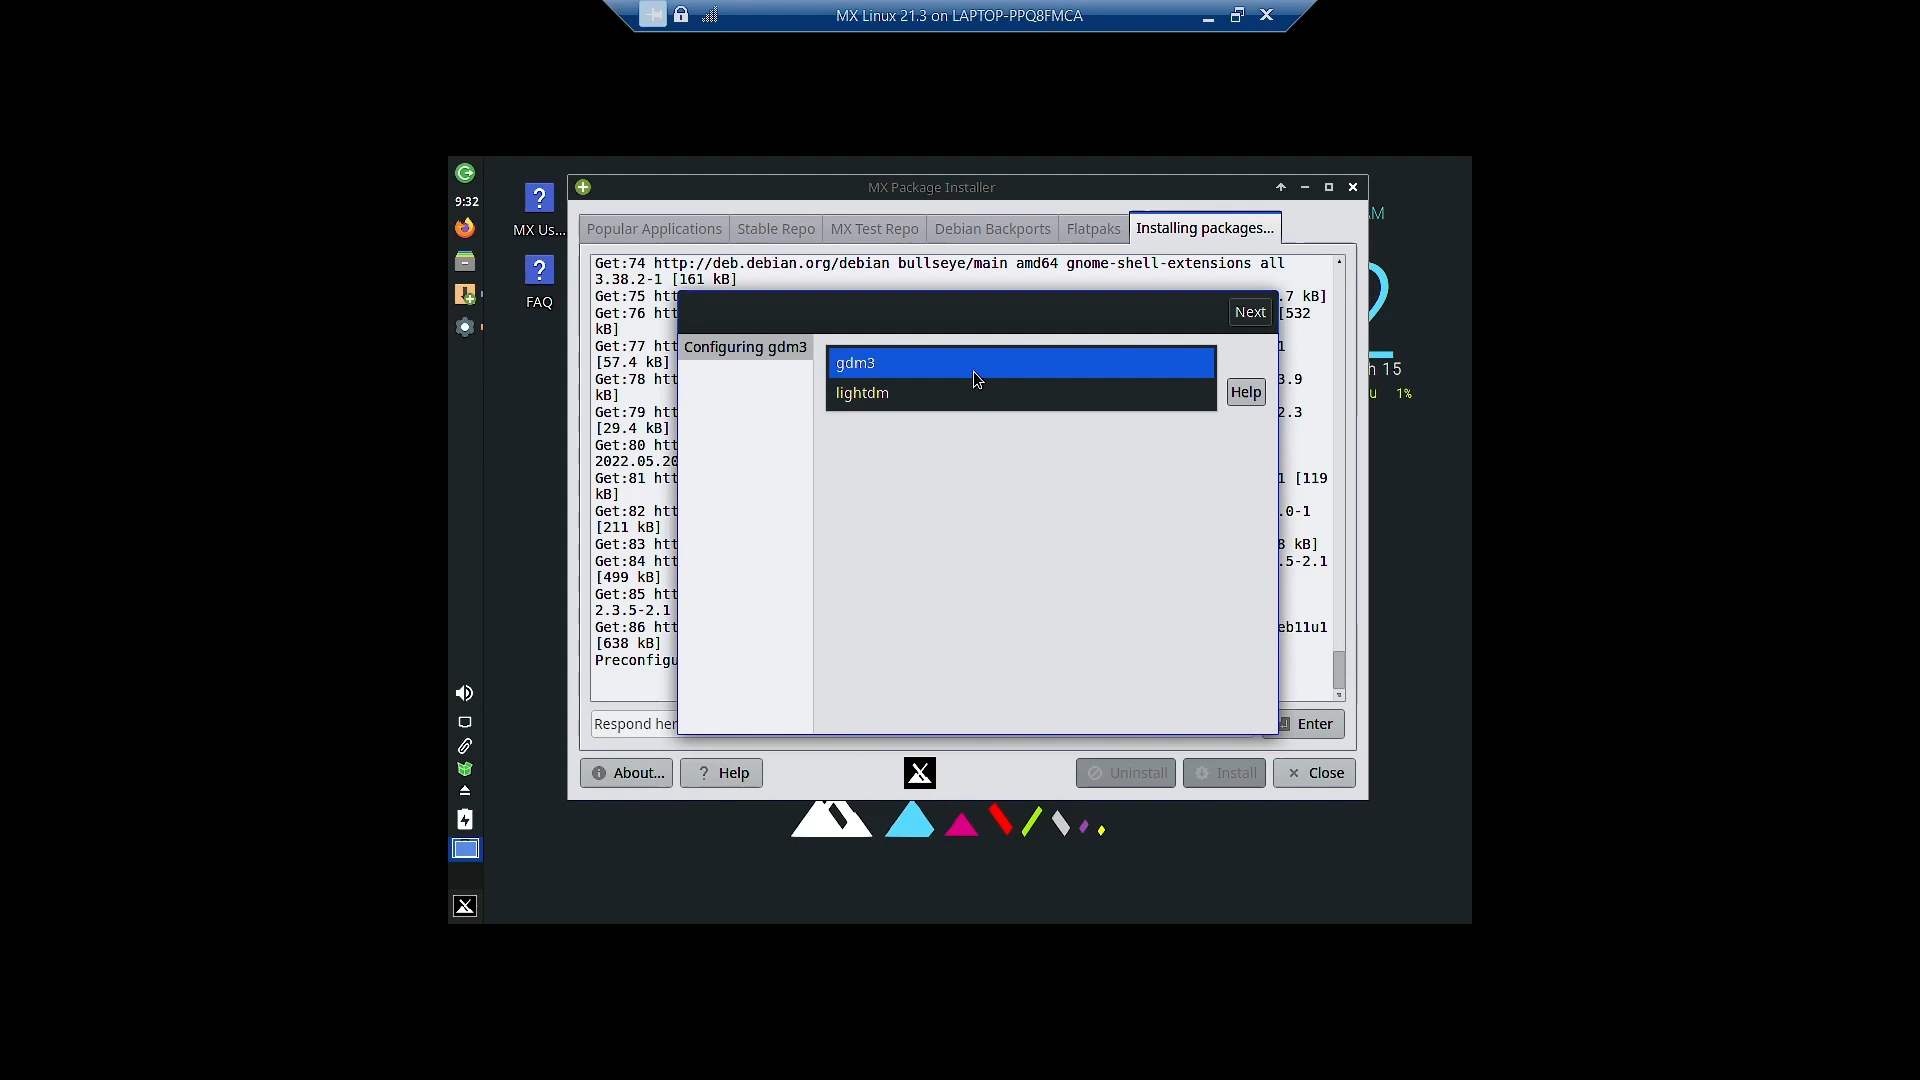 MX Linux 21.3 on LAPTOP-PPQ8FMCA
9:32
MX Us...
FAQ
MX Package Installer
Popular Applications
Stable Repo
MX Test Repo
Debian Backports
Flatpaks
Installing packages...
Get:74 http://deb.debian.org/debian bullseye/main amd64 gnome-shell-extensions all
3.38.2-1 [161 kB]
Get:75 htt .7 kB]
Get:76 htt [532
kB]
Get:77 htt 1
[57.4 kB]
Get:78 htt 3.9
kB]
Get:79 htt 2.3
[29.4 kB]
Get:80 htt
2022.05.20
Get:81 htt 1 [119
kB]
Get:82 htt .0-1
[211 kB]
Get:83 htt 8 kB]
Get:84 htt .5-2.1
[499 kB]
Get:85 htt
2.3.5-2.1
Get:86 htt eb11u1
[638 kB]
Preconfigu
Next
Configuring gdm3
gdm3
lightdm
Help
Respond her
Enter
About...
? Help
Uninstall
Install
Close
AM
2
h 15
u 1%